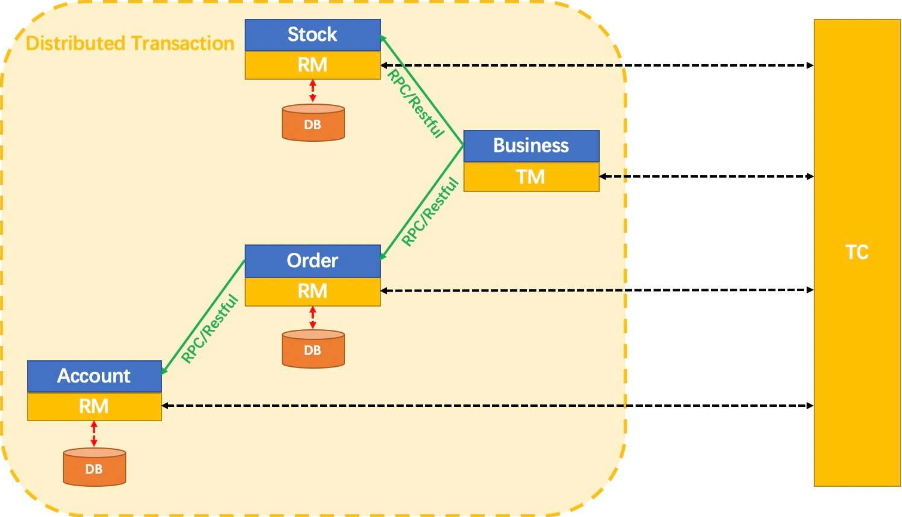 Distributed Transaction
Stock
RM
DB
RPC/Restful
Business
TM
RPC/Restful
TC
Order
RM
DB
RPC/Restful
Account
RM
DB